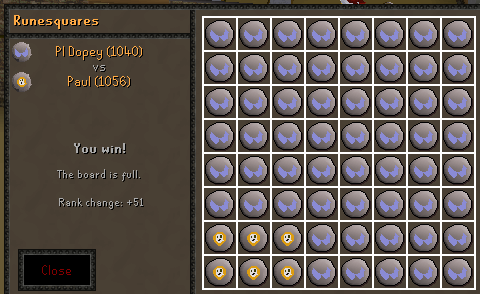 Runesquares
Pl Dopey (1040)
vs
Paul (1056)
You win!
The board is full.
Rank change: +51
Close